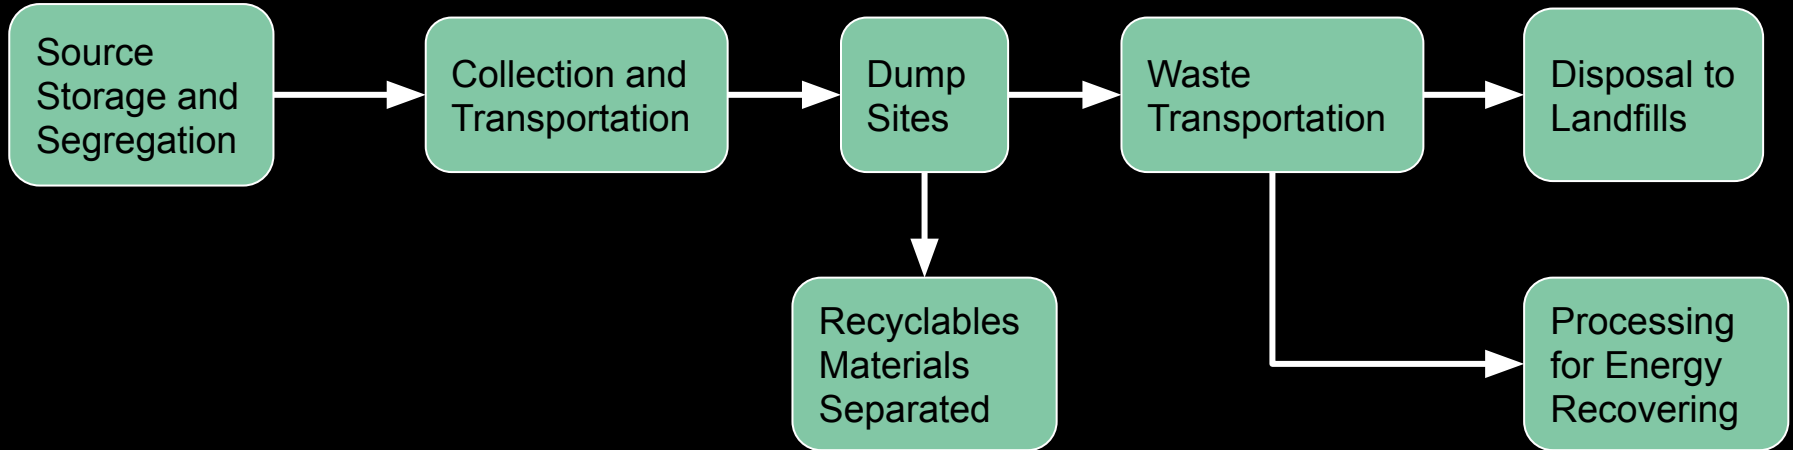 Source
Storage and
Segregation
Collection and
Transportation
Dump
Sites
Waste
Transportation
Disposal to
Landfills
Recyclables
Materials
Separated
Processing
for Energy
Recovering